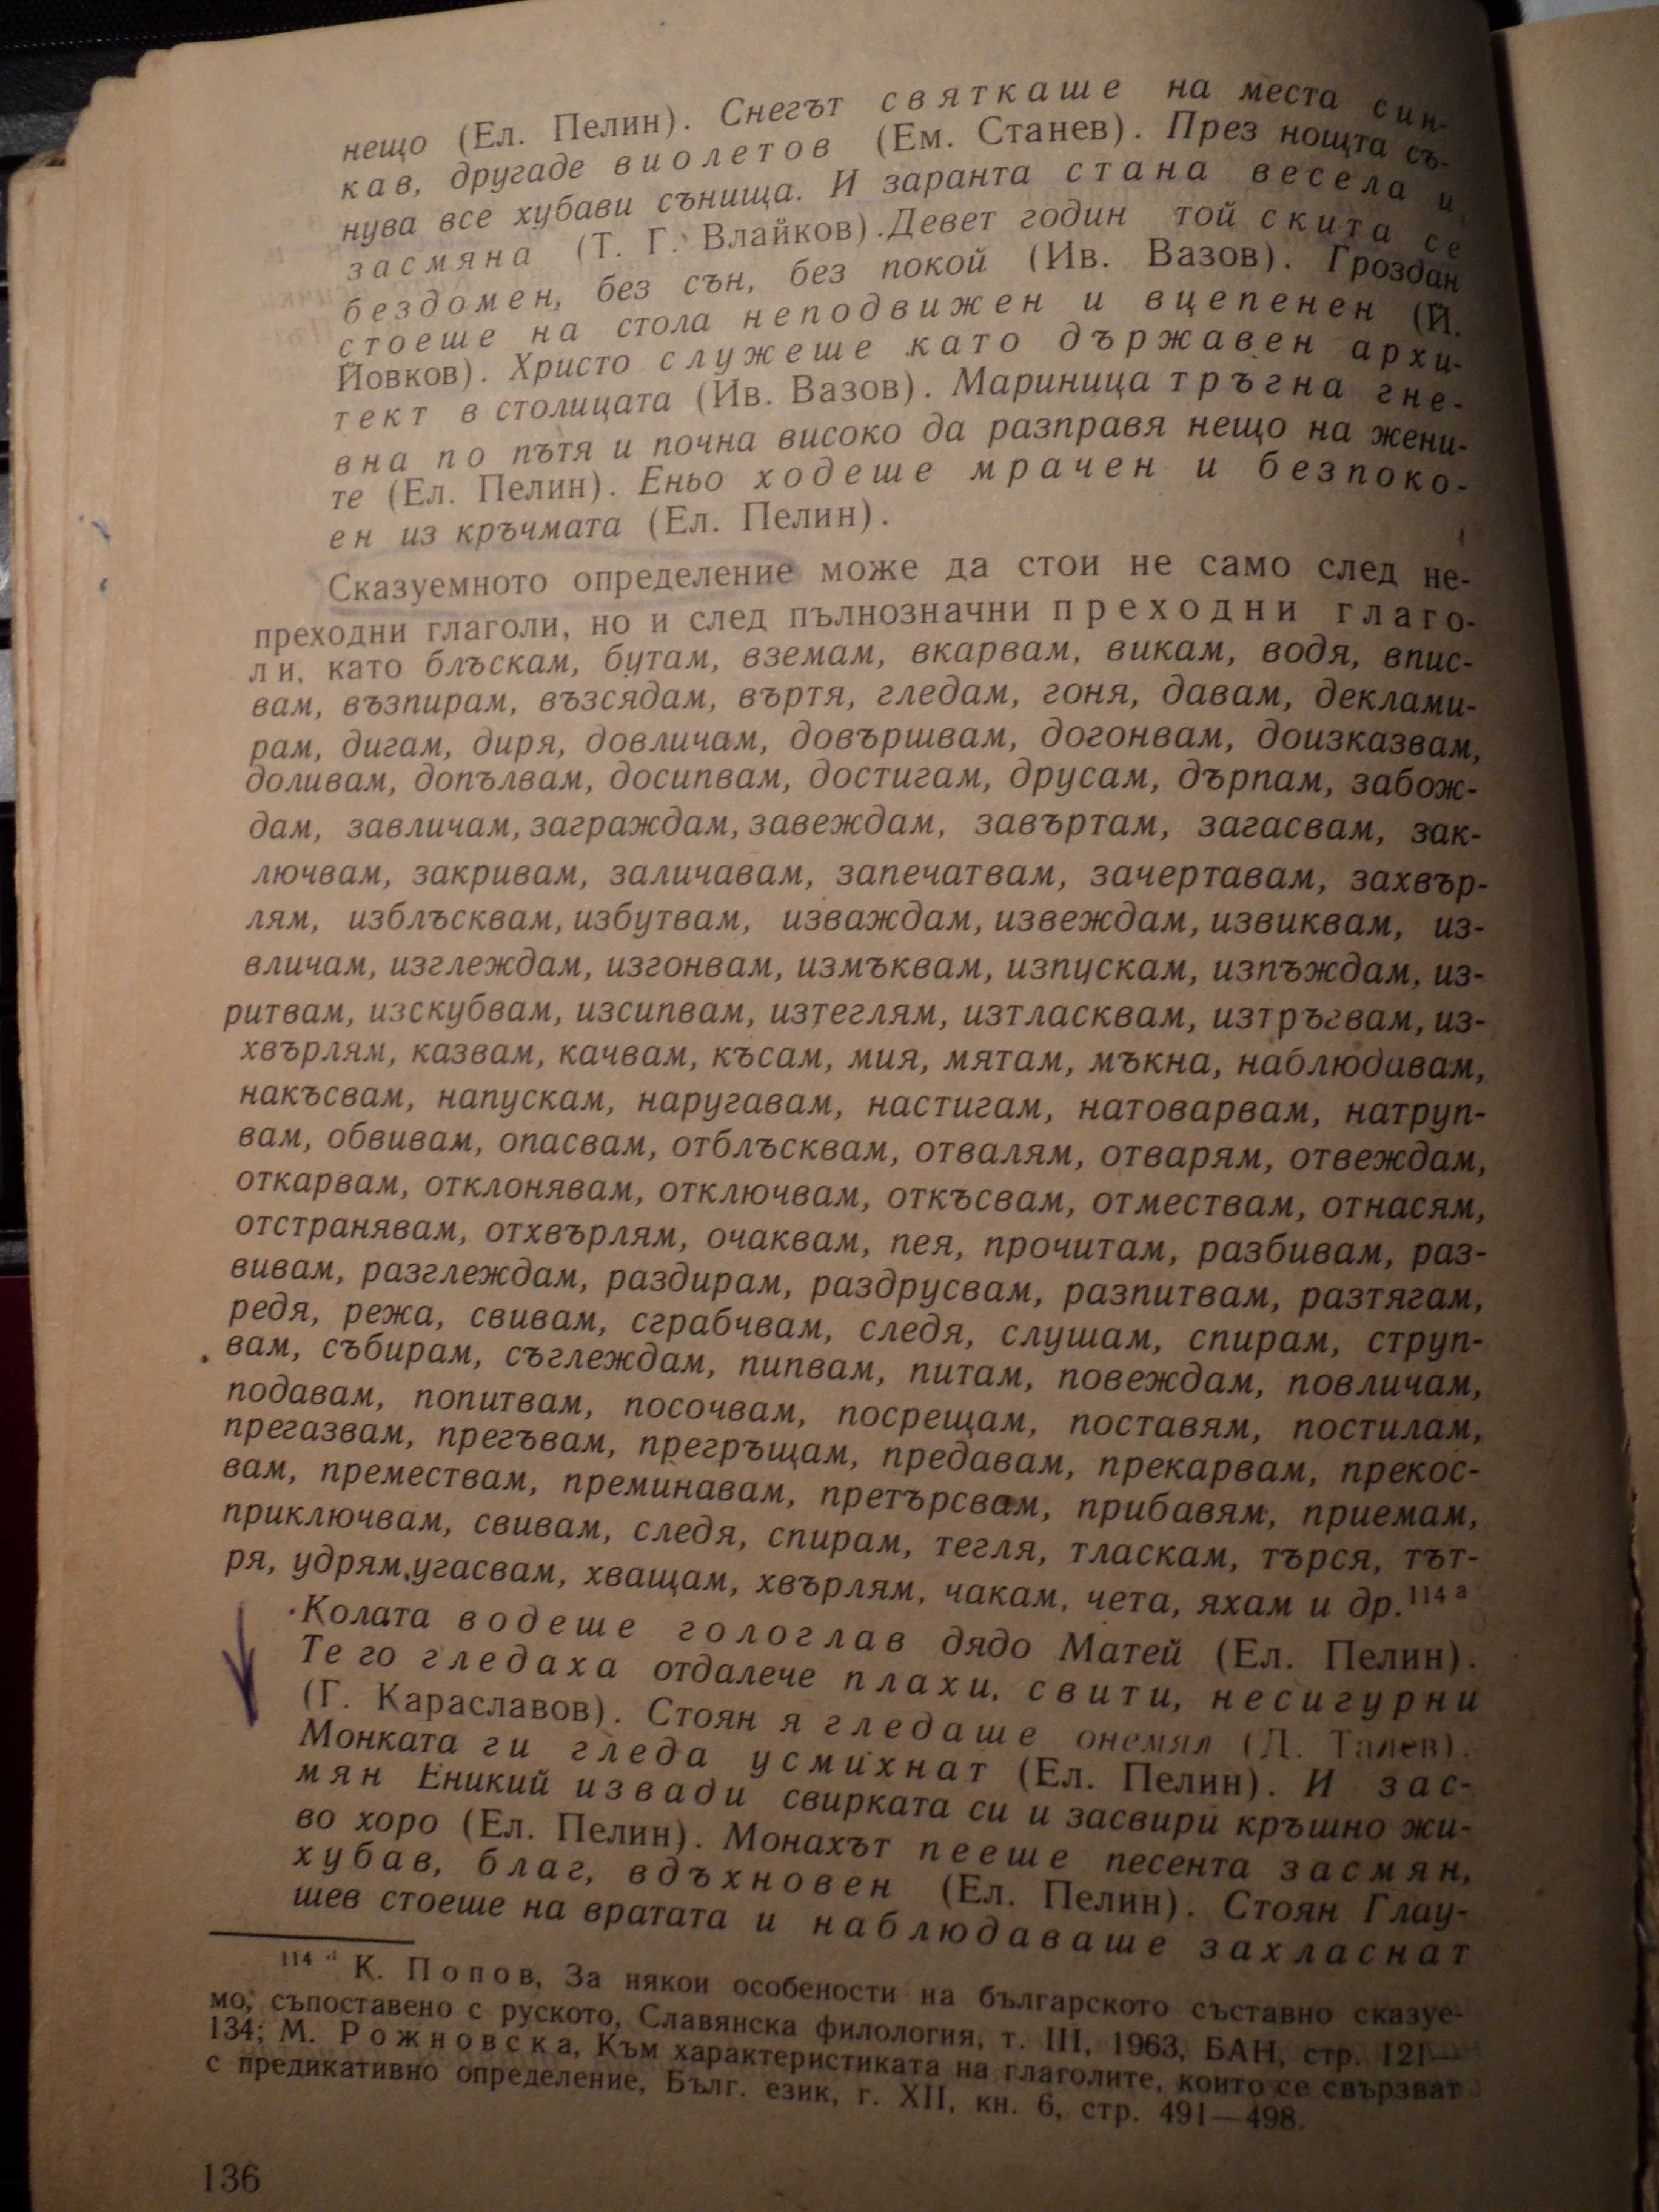 нещо (Ел. Пелин). Снегът святкаше на места син-
кав, другаде виолетов (Ем. Станев). През нощта съ-
нува все хубави сънища. И заранта стана весела и
засмяна (Т. Г. Влайков). Девет годин той скита се
бездомен, без сън, без покой (Ив. Вазов). Гроздан
стоеше на стола неподвижен и вцепенен (Й.
Йовков). Христо служеше като държавен архи-
тект в столицата (Ив. Вазов). Мариница тръгна гне-
вна по пътя и почна високо да разправя нещо на жени-
те (Ел. Пелин). Еньо ходеше мрачен и безпоко-
ен из кръчмата (Ел. Пелин).
Сказуемното определение може да стои не само след не-
преходни глаголи, но и след пълнозначни преходни глаго-
ли, като блъскам, бутам, вземам, вкарвам, викам, водя, впис-
вам, възпирам, възсядам, въртя, гледам, гоня, давам, деклами-
рам, дигам, диря, довличам, довършвам, догонвам, доизказвам,
доливам, допълвам, досипвам, достигам, друсам, дърпам, забож-
дам, завличам, заграждам, завеждам, завъртам, загасвам, зак-
лючвам, закривам, заличавам, запечатвам, зачертавам, захвър-
лям, изблъсквам, избутвам, изваждам, извеждам, извиквам, из-
вличам, изглеждам, изгонвам, измъквам, изпускам, изпъждам, из-
ритвам, изскубвам, изсипвам, изтеглям, изтласквам, изтръгвам, из-
хвърлям, казвам, качвам, късам, мия, мятам, мъкна, наблюдавам,
накъсвам, напускам, наругавам, настигам, натоварвам, натруп-
вам, обвивам, опасвам, отблъсквам, отвалям, отварям, отвеждам,
откарвам, отклонявам, отключвам, откъсвам, отмествам, отнасям,
отстранявам, отхвърлям, очаквам, пея, прочитам, разбивам, раз-
вивам, разглеждам, раздирам, раздрусвам, разпитвам, разтягам,
редя, режа, свивам, сграбчвам, следя, слушам, спирам, струп-
вам, събирам, съглеждам, пипвам, питам, повеждам, повличам,
подавам, попитвам, посочвам, посрещам, поставям, постилам,
прегазвам, прегъвам, прегръщам, предавам, прекарвам, прекос-
вам, премествам, преминавам, претърсвам, прибавям, приемам,
приключвам, свивам, следя, спирам, тегля, тласкам, търся, тът-
ря, удрям, угасвам, хващам, хвърлям, чакам, чета, яхам и др.114 а
Колата водеше гологлав дядо Матей (Ел. Пелин).
Те го гледаха отдалече плахи, свити, несигурни
(Г. Караславов). Стоян я гледаше онемял (Д. Талев).
Монката ги гледа усмихнат (Ел. Пелин). И зас-
мян Еникий извади свирката си и засвири кръшно жи-
во хоро (Ел. Пелин). Монахът пееше песента засмян,
хубав, благ, вдъхновен (Ел. Пелин). Стоян Глау-
шев стоеше на вратата и наблюдаваше захласнат
114 а К. Попов, За някои особености на българското съставно сказуе-
мо, съпоставено с руското, Славянска филология, т. III, 1963, БАН, стр. 121—
134; М. Рожновска, Към характеристиката на глаголите, които се свързват
с предикативно определение, Бълг. език, г. XII, кн. 6, стр. 491—498.
136